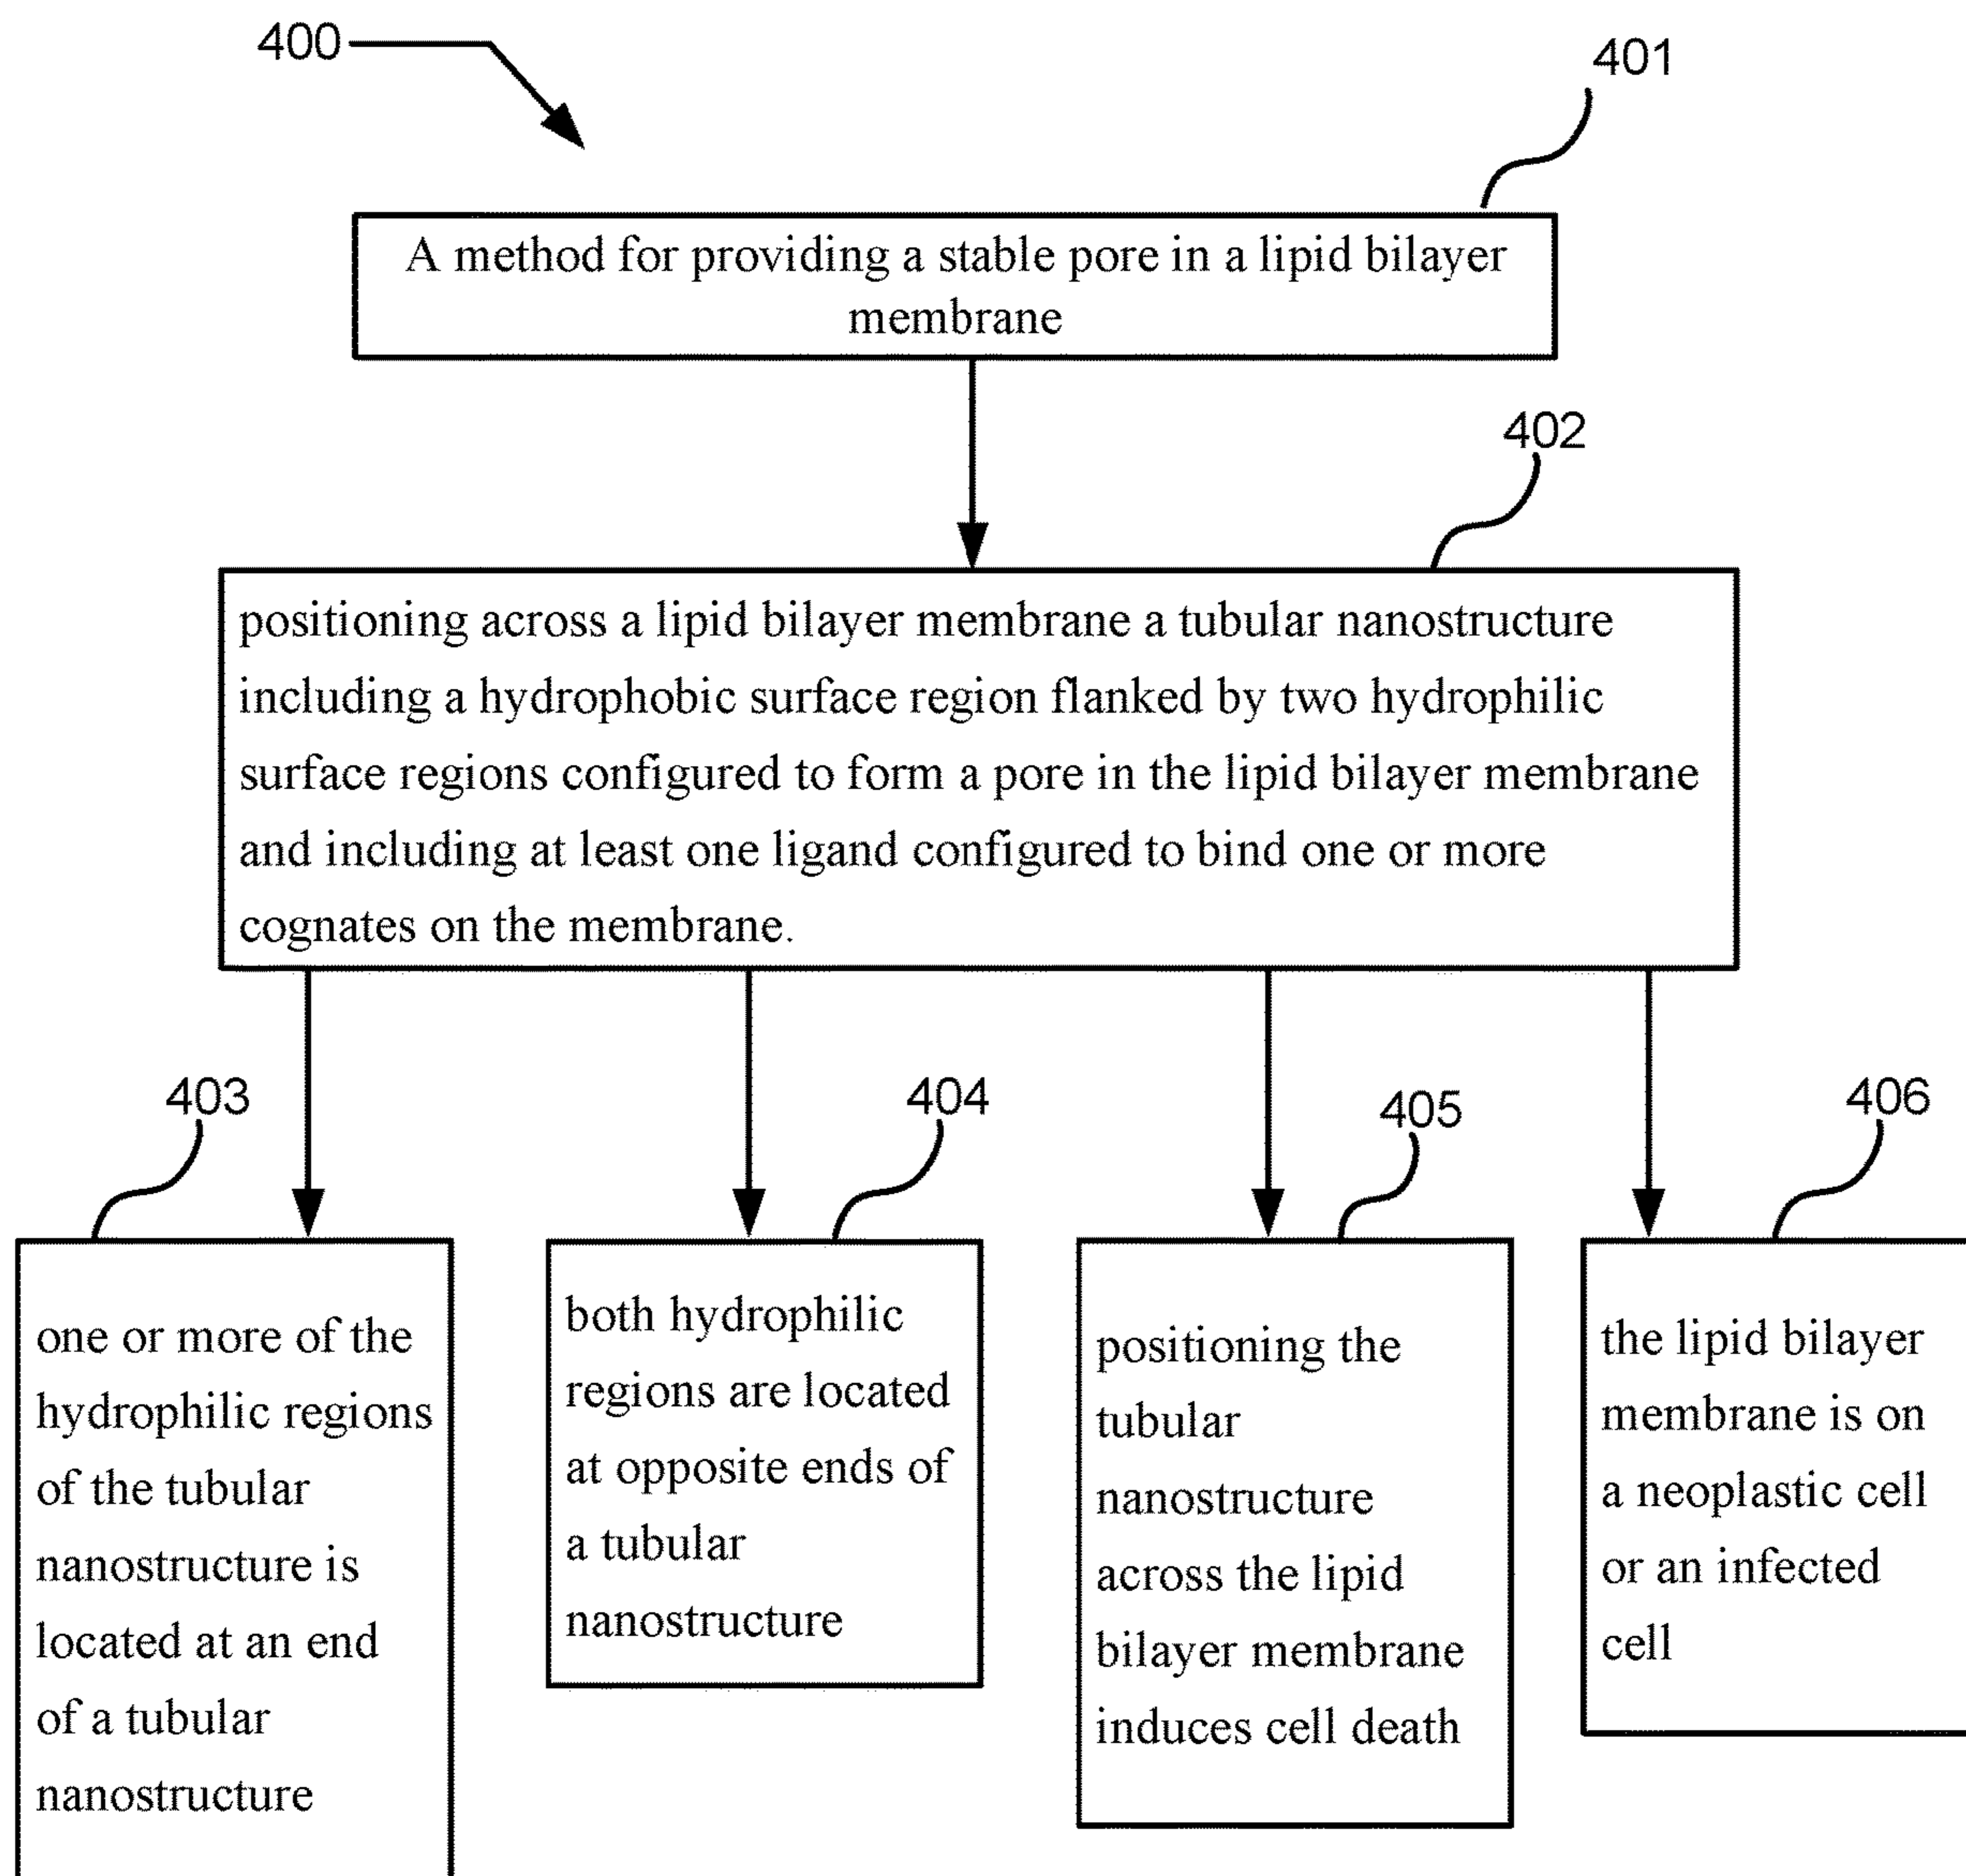 400
401
A method for providing a stable pore in a lipid bilayer
membrane
402
positioning across a lipid bilayer membrane a tubular nanostructure
including a hydrophobic surface region flanked by two hydrophilic
surface regions configured to form a pore in the lipid bilayer membrane
and including at least one ligand configured to bind one or more
cognates on the membrane.
403
one or more of the
hydrophilic regions
of the tubular
nanostructure is
located at an end
of a tubular
nanostructure
404
both hydrophilic
regions are located
at opposite ends of
a tubular
nanostructure
405
positioning the
tubular
nanostructure
across the lipid
bilayer membrane
induces cell death
406
the lipid bilayer
membrane is on
a neoplastic cell
or an infected
cell